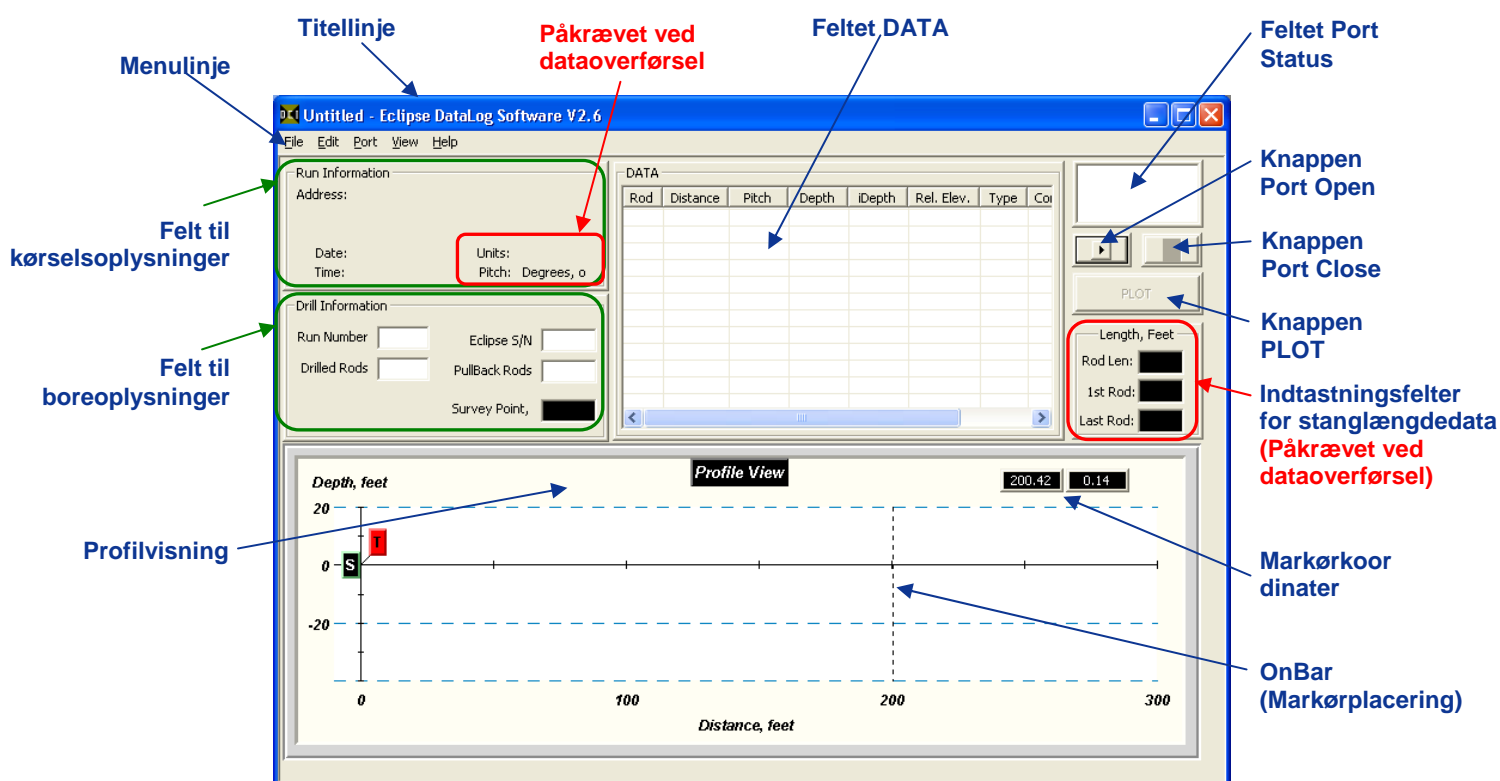 Titellinje
Påkrævet ved
dataoverførsel
Feltet DATA
Feltet Port
Status
Menulinje
Untitled - Eclipse DataLog Software V2.6
File Edit Port View Help
Knappen
Port Open
Run Information
Address:
Date:
Time:
Units:
Pitch: Degrees, o
DATA
Rod Distance Pitch Depth iDepth Rel. Elev. Type Coi
Felt til
kørselsoplysninger
Knappen
Port Close
PLOT
Drill Information
Run Number
Eclipse S/N
Drilled Rods
PullBack Rods
Survey Point,
Knappen
PLOT
Length, Feet
Rod Len:
1st Rod:
Last Rod:
Felt til
boreoplysninger
Indtastningsfelter
for stanglængdedata
(Påkrævet ved
dataoverførsel)
Profile View
Depth, feet
200.42 0.14
20
T
0
S
-20
0 100 200 300
Distance, feet
Profilvisning
Markørkoor
dinater
OnBar
(Markørplacering)